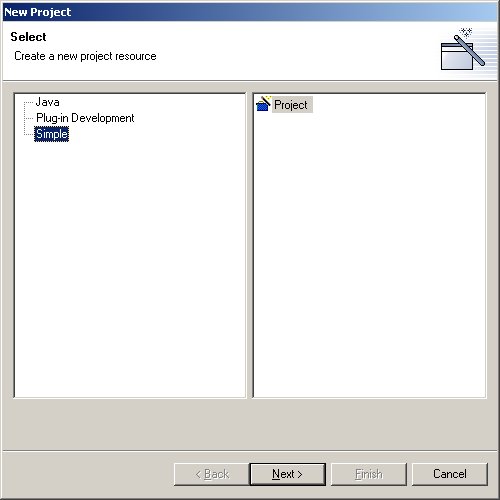 New Project
Select
Create a new project resource
Java
Plug-in Development
Simple
Project
< Back
Next >
Finish
Cancel